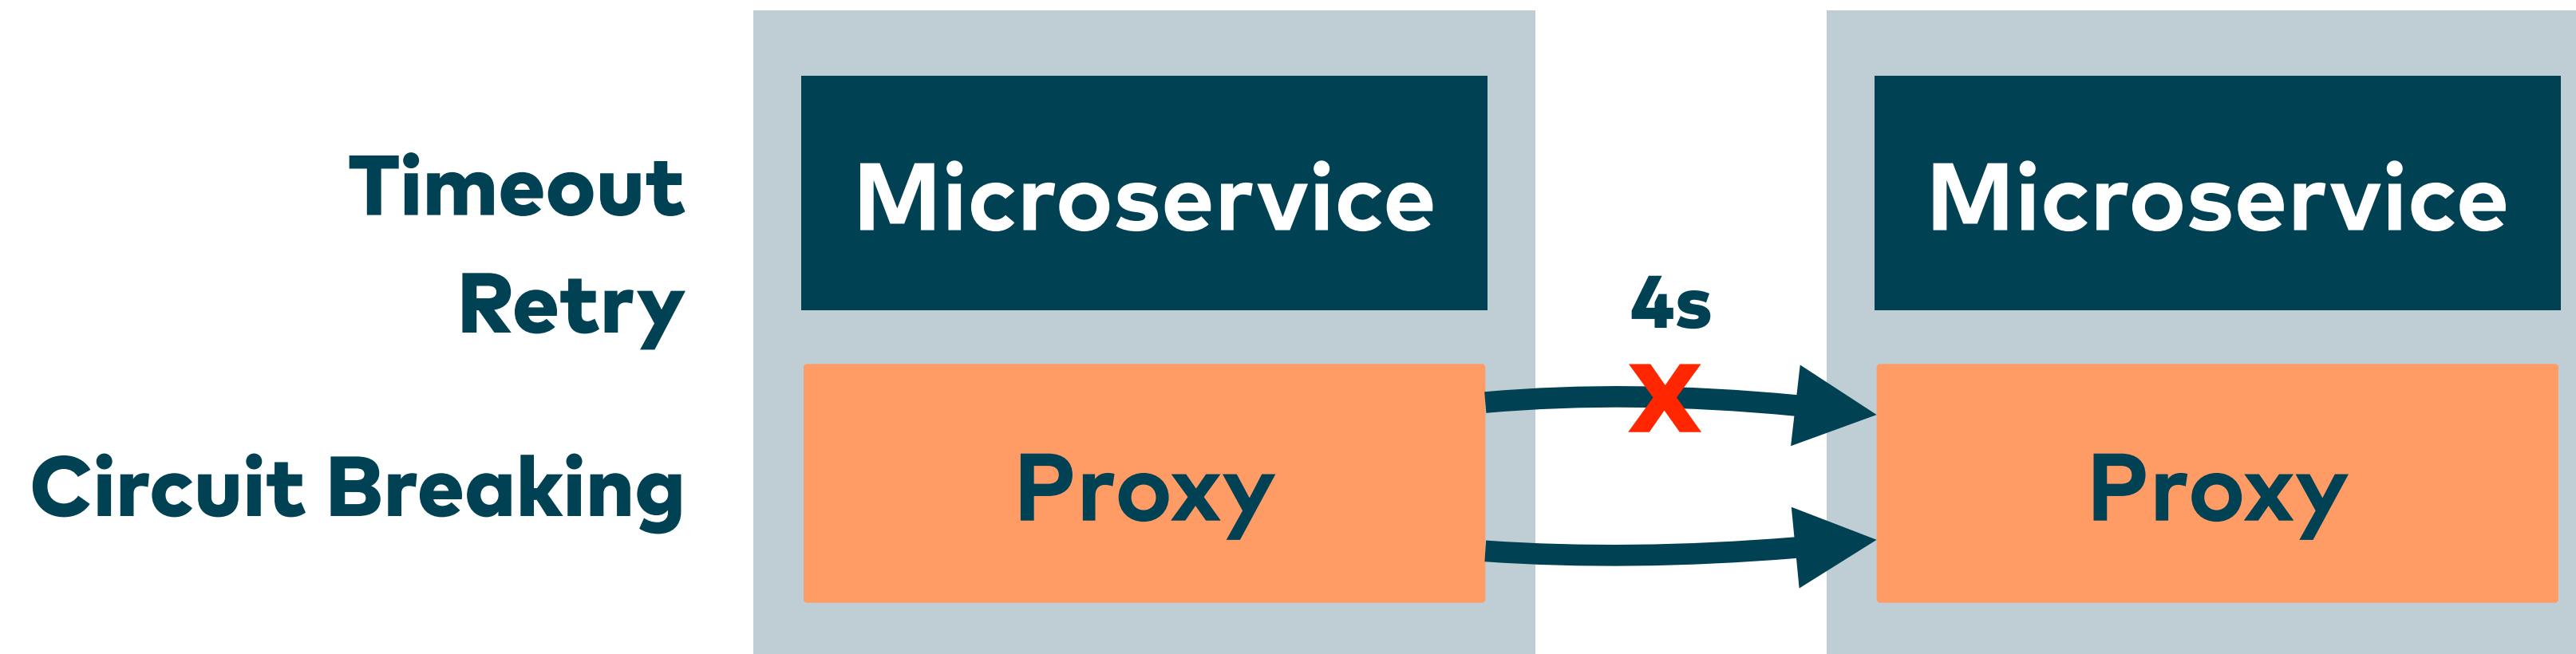 Timeout
Retry
Circuit Breaking
Microservice
Proxy
4s
X
Microservice
Proxy